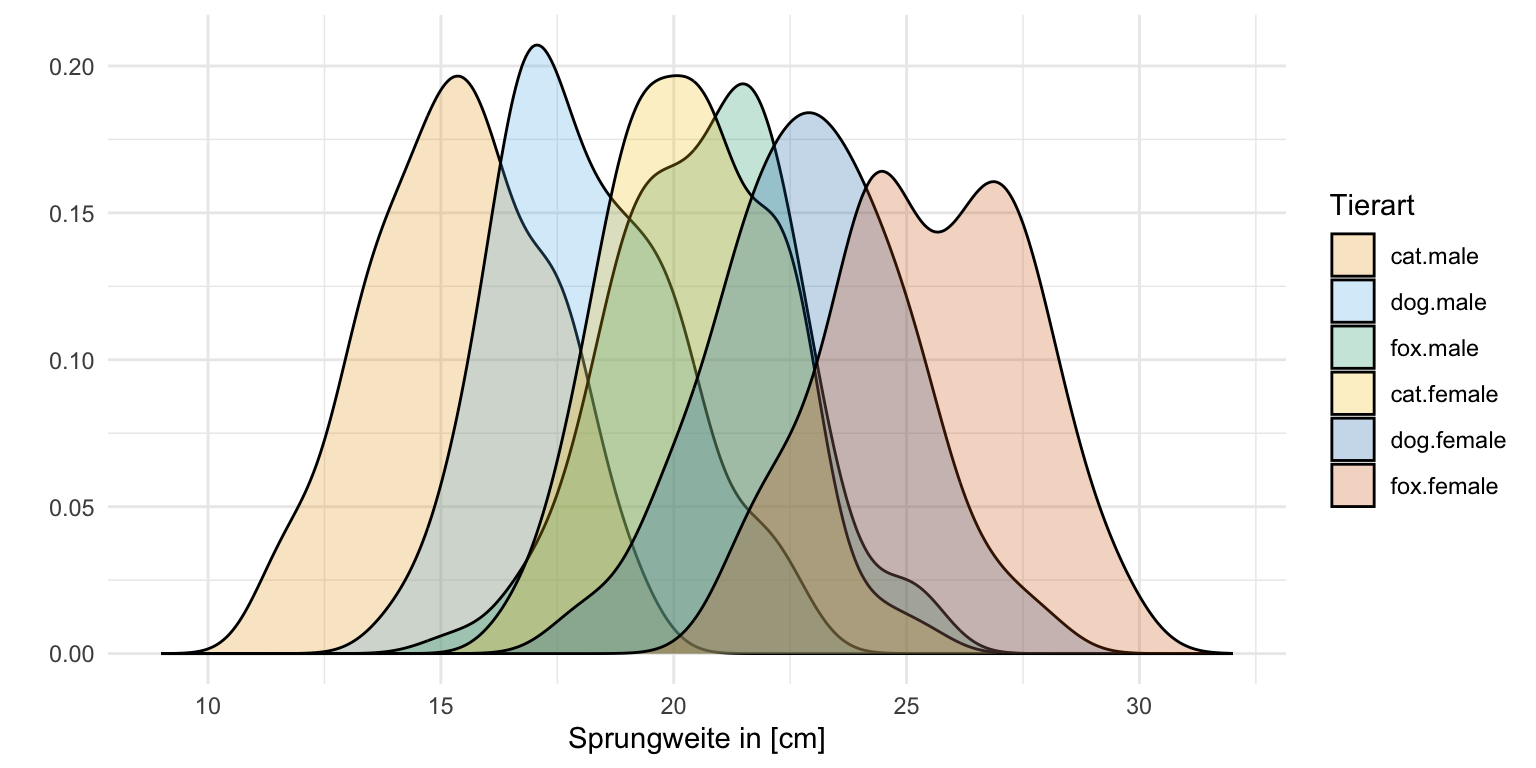 0.20
0.15
0.10
0.05
0.00
10 15 20 25 30
Sprungweite in [cm]
Tierart
cat.male
dog.male
fox.male
cat.female
dog.female
fox.female